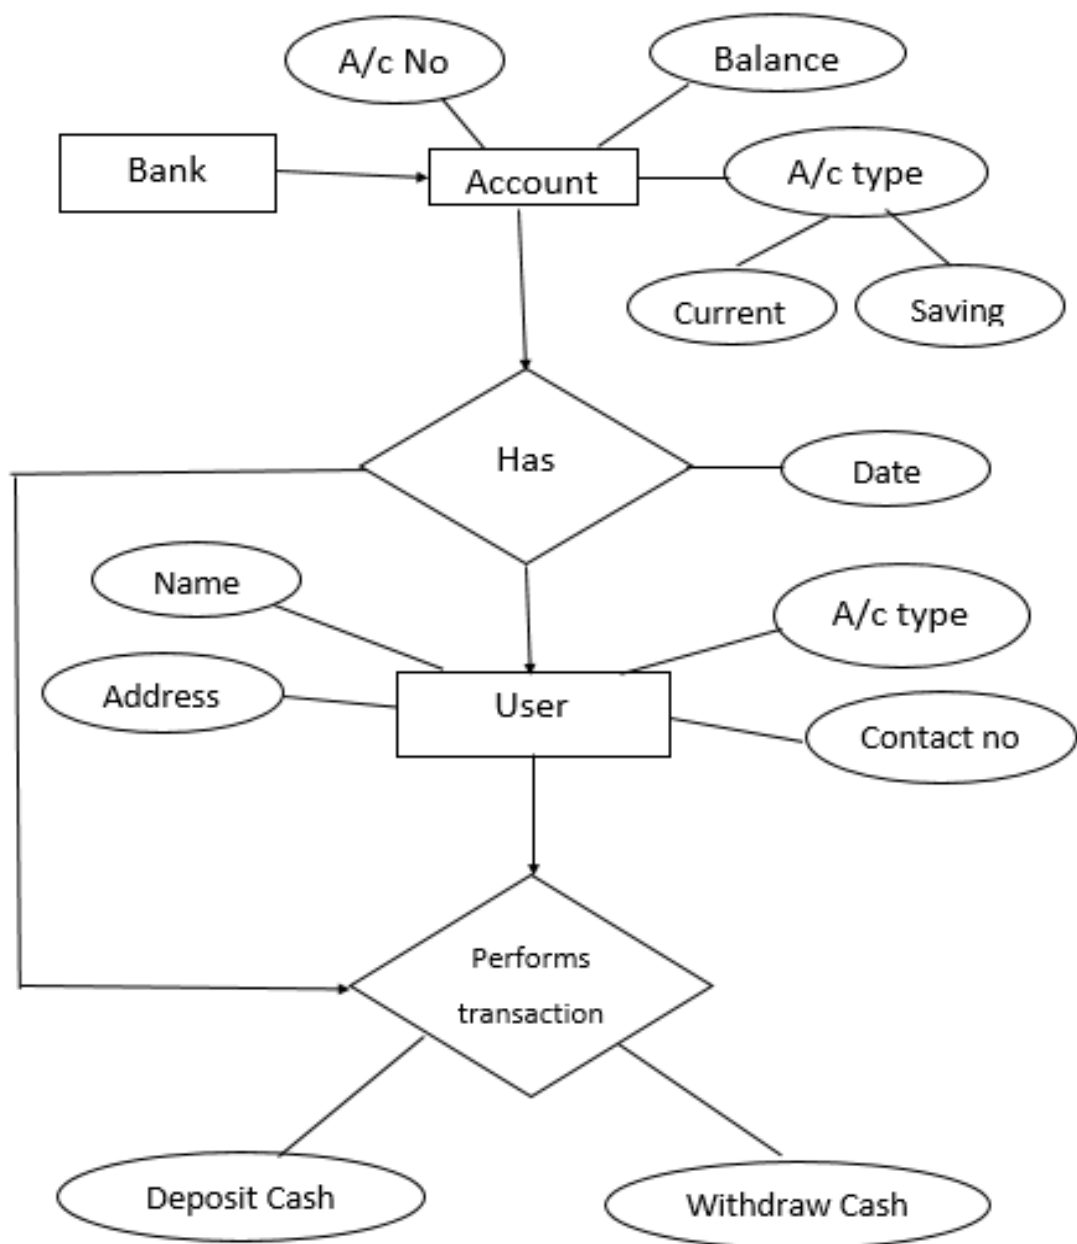 A/c No
Balance
Bank
Account
A/c type
Current
Saving
Has
Date
Name
A/c type
Address
User
Contact no
Performs
transaction
Deposit Cash
Withdraw Cash